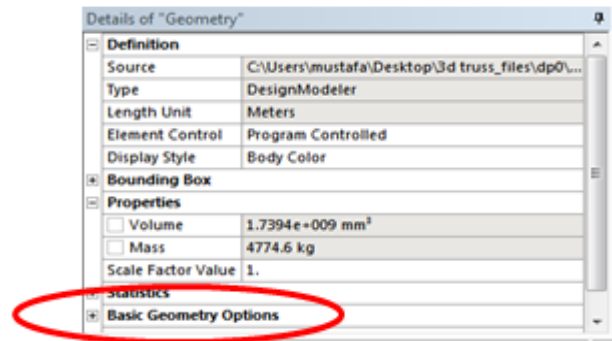 Details of "Geometry"
Definition
Source C:\Users\mustafa\Desktop\3d truss_files\dp0\...
Type DesignModeler
Length Unit Meters
Element Control Program Controlled
Display Style Body Color
Bounding Box
Properties
Volume 1.7394e+009 mm³
Mass 4774.6 kg
Scale Factor Value 1.
Statistics
Basic Geometry Options